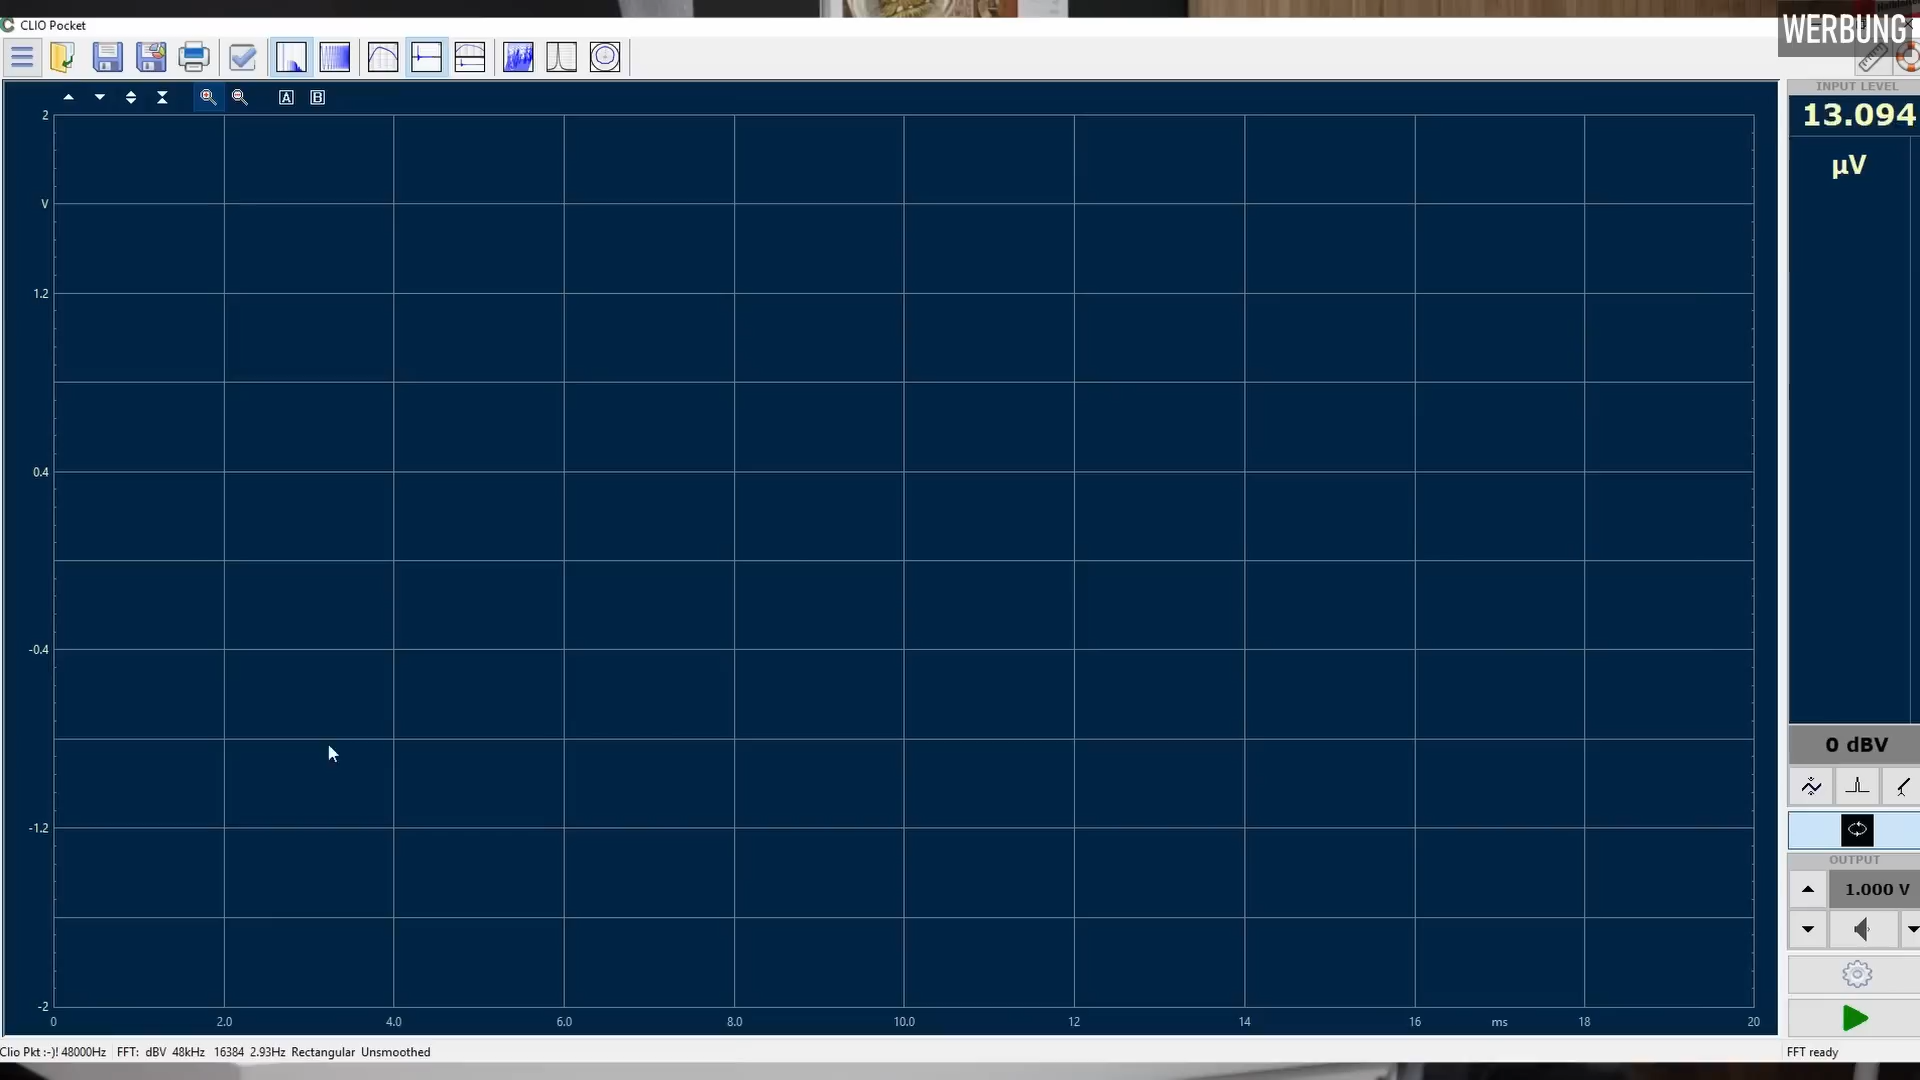 CLIO Pocket
WERBUNG
A B
INPUT LEVEL
13.094
µV
2
V
1.2
0.4
-0.4
-1.2
-2
0 2.0 4.0 6.0 8.0 10.0 12 14 16 ms 18 20
0 dBV
OUTPUT
1.000 V
Clio Pkt :-)! 48000Hz FFT: dBV 48kHz 16384 2.93Hz Rectangular Unsmoothed
FFT ready